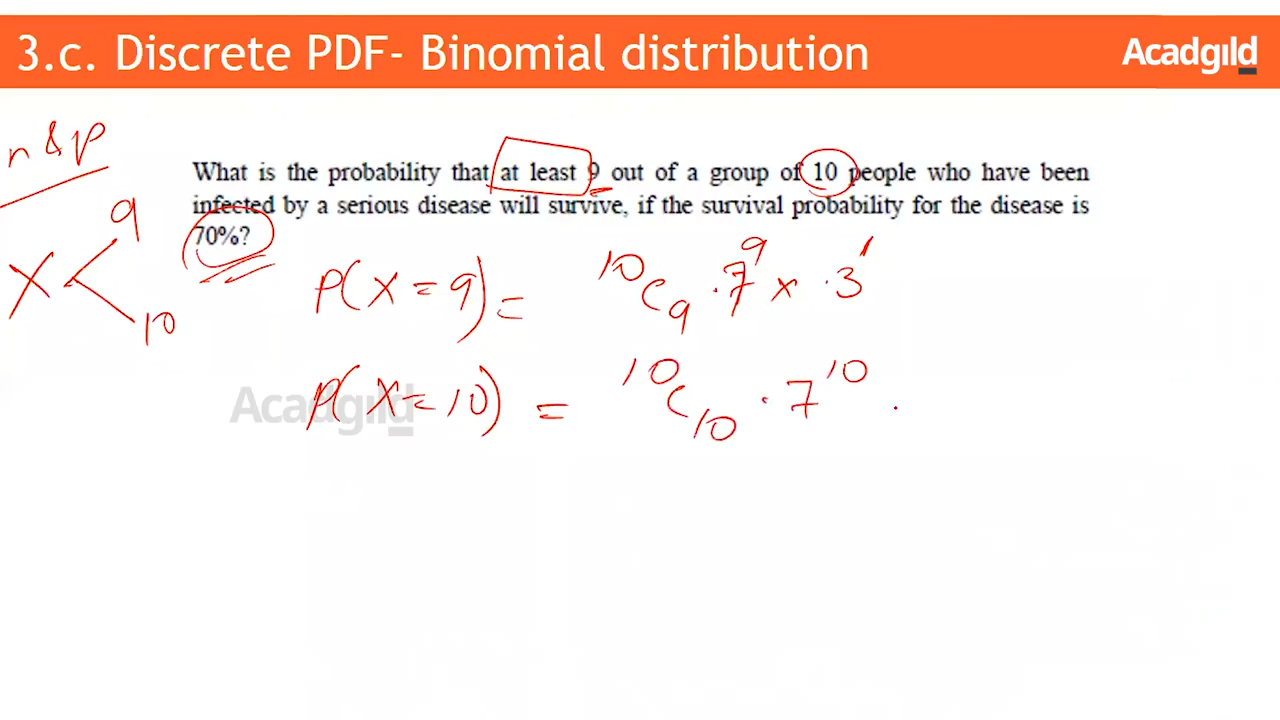 3.c. Discrete PDF- Binomial distribution
Acadgild
n & p
What is the probability that at least 9 out of a group of 10 people who have been
infected by a serious disease will survive, if the survival probability for the disease is
70%?
X < 9
10
P(X = 9) = ¹⁰C₉ .7⁹ x .3¹
P(X = 10) = ¹⁰C₁₀ .7¹⁰ .
Acadgild